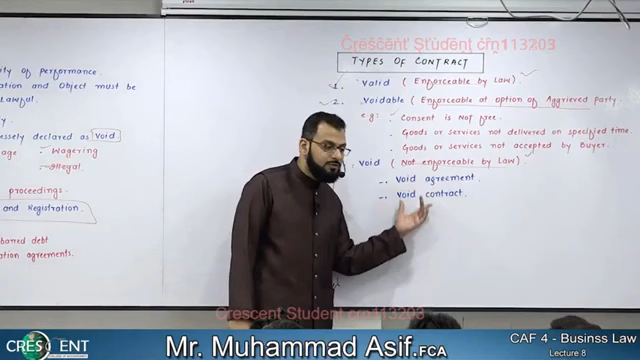 Crescent Student crn113203
TYPES OF CONTRACT
ity of performance.
ation and Object must be
Lawful.
y.
essely declared as Void
age - Wagering
- Illegal.
proceedings.
and Registration.
barred debt
tation agreements.
1. Valid ( Enforceable by Law)
2. Voidable ( Enforceable at option of Aggrieved party.
e.g: - Consent is Not free.
- Goods or services not delivered on specified time.
- Goods or services not accepted by Buyer.
Void ( Not enforceable by Law)
-. Void agreement.
-. Void contract.
Crescent Student crn113203
CRESCENT
Mr. Muhammad Asif.FCA
CAF 4 - Businss Law
Lecture 8